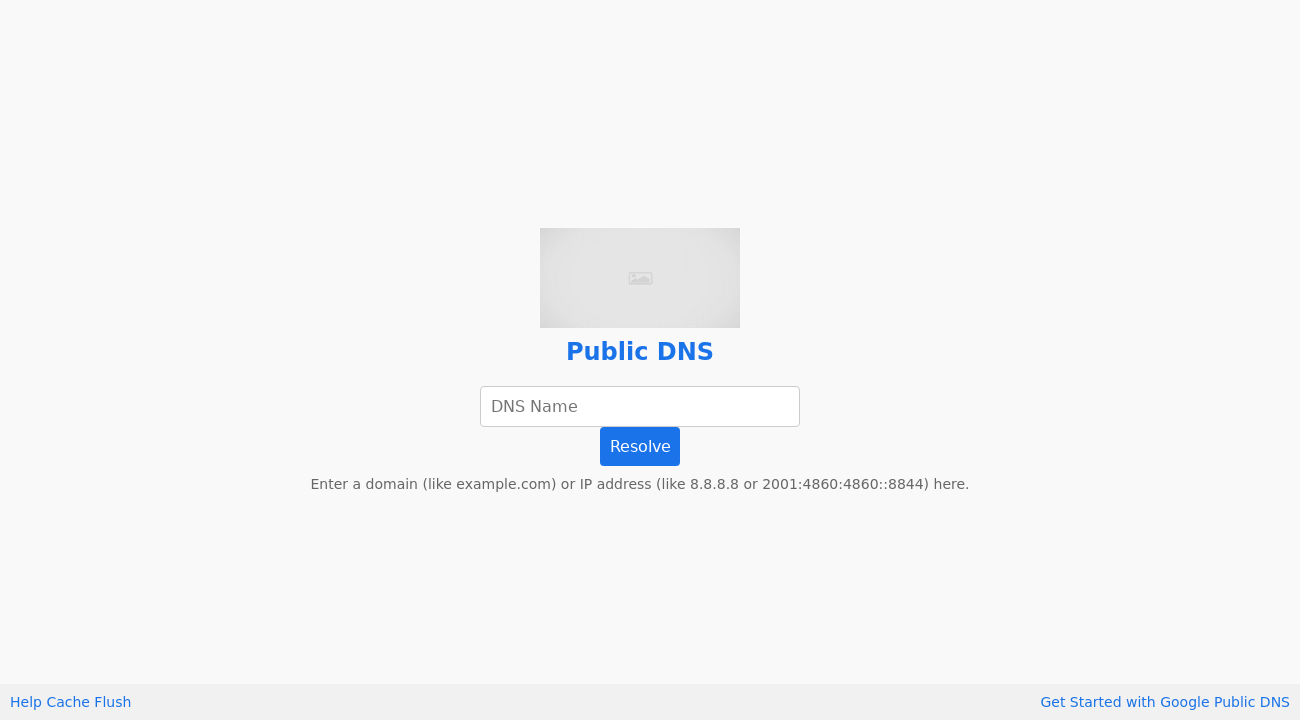 Public DNS
DNS Name
Resolve
Enter a domain (like example.com) or IP address (like 8.8.8.8 or 2001:4860:4860::8844) here.
Help Cache Flush
Get Started with Google Public DNS